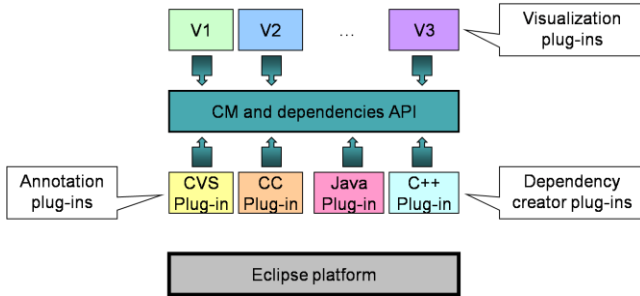 V1
V2
...
V3
Visualization
plug-ins
CM and dependencies API
Annotation
plug-ins
CVS
Plug-in
CC
Plug-in
Java
Plug-in
C++
Plug-in
Dependency
creator plug-ins
Eclipse platform